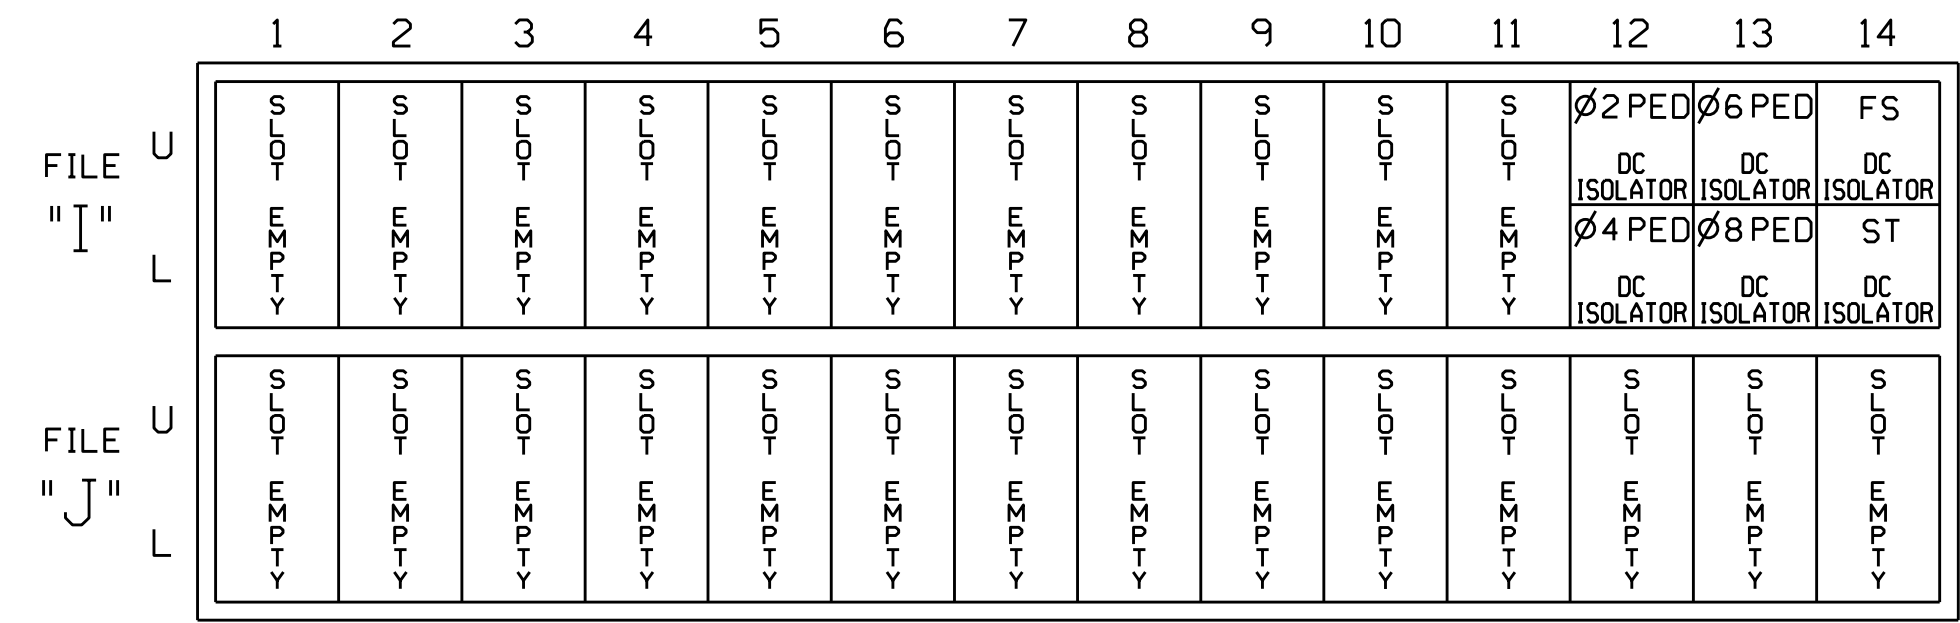 1 2 3 4 5 6 7 8 9 10 11 12 13 14
FILE
"I"
U
L
SLOT EMPTY
SLOT EMPTY
SLOT EMPTY
SLOT EMPTY
SLOT EMPTY
SLOT EMPTY
SLOT EMPTY
SLOT EMPTY
SLOT EMPTY
SLOT EMPTY
SLOT EMPTY
Ø2 PED
DC
ISOLATOR
Ø4 PED
DC
ISOLATOR
Ø6 PED
DC
ISOLATOR
Ø8 PED
DC
ISOLATOR
FS
DC
ISOLATOR
ST
DC
ISOLATOR
FILE
"J"
U
L
SLOT EMPTY
SLOT EMPTY
SLOT EMPTY
SLOT EMPTY
SLOT EMPTY
SLOT EMPTY
SLOT EMPTY
SLOT EMPTY
SLOT EMPTY
SLOT EMPTY
SLOT EMPTY
SLOT EMPTY
SLOT EMPTY
SLOT EMPTY